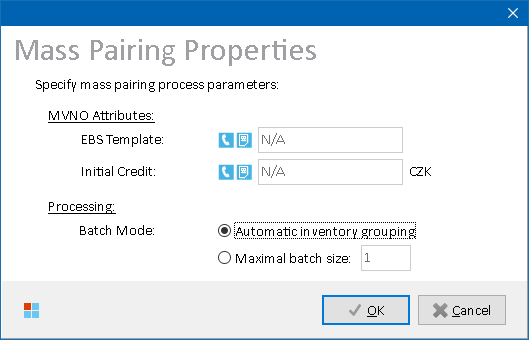 Mass Pairing Properties
Specify mass pairing process parameters:
MVNO Attributes:
EBS Template: N/A
Initial Credit: N/A CZK
Processing:
Batch Mode: Automatic inventory grouping
Maximal batch size: 1
OK Cancel